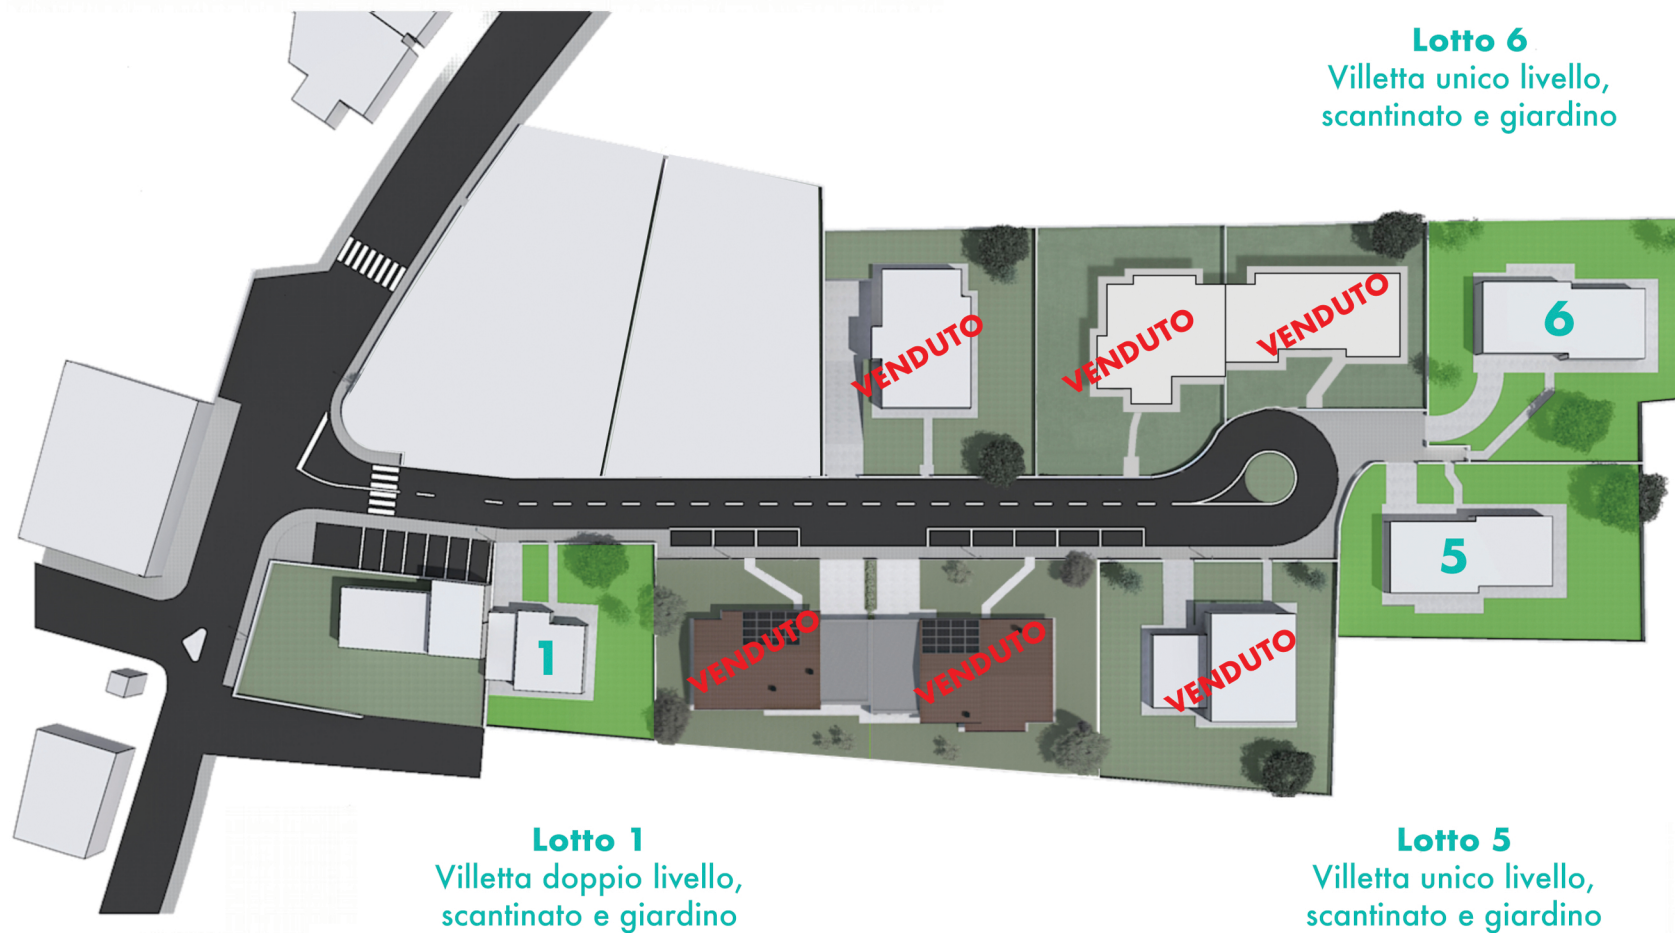 Lotto 6
Villetta unico livello,
scantinato e giardino
VENDUTO
VENDUTO
VENDUTO
6
5
1
VENDUTO
VENDUTO
VENDUTO
Lotto 1
Villetta doppio livello,
scantinato e giardino
Lotto 5
Villetta unico livello,
scantinato e giardino